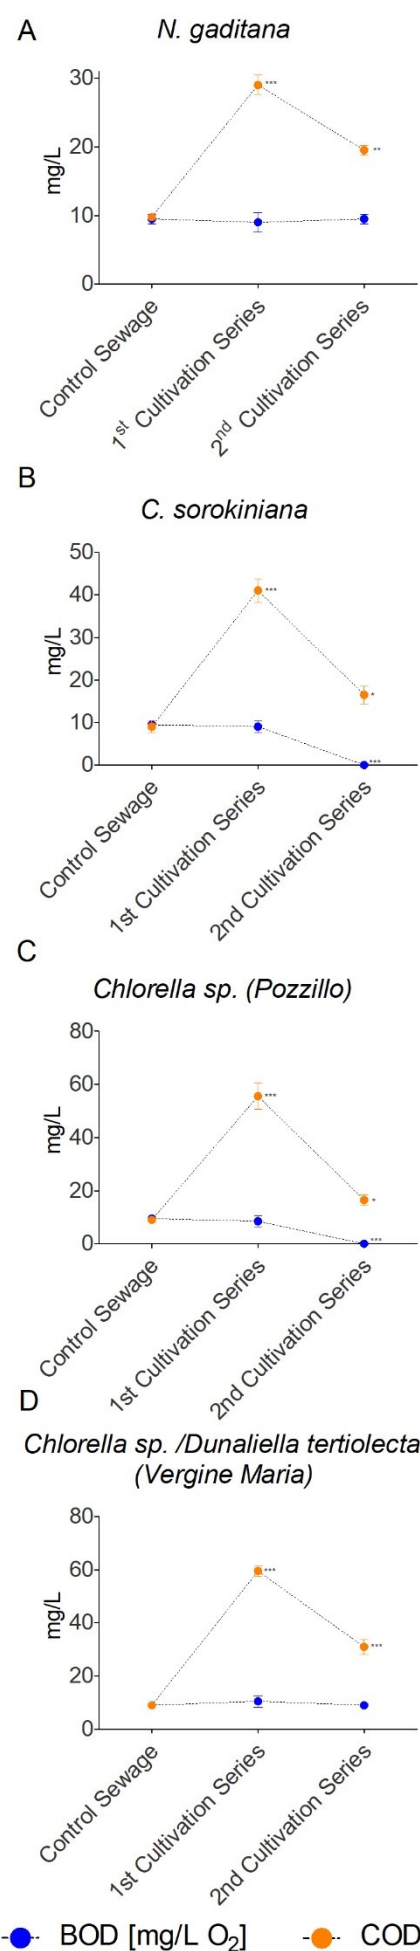 A
N. gaditana
30
20
10
0
mg/L
***
**
Control Sewage
1st Cultivation Series
2nd Cultivation Series
B
C. sorokiniana
50
40
30
20
10
0
mg/L
***
*
***
Control Sewage
1st Cultivation Series
2nd Cultivation Series
C
Chlorella sp. (Pozzillo)
80
60
40
20
0
mg/L
***
*
***
Control Sewage
1st Cultivation Series
2nd Cultivation Series
D
Chlorella sp. /Dunaliella tertiolecta
(Vergine Maria)
80
60
40
20
0
mg/L
***
***
Control Sewage
1st Cultivation Series
2nd Cultivation Series
BOD [mg/L O2] COD